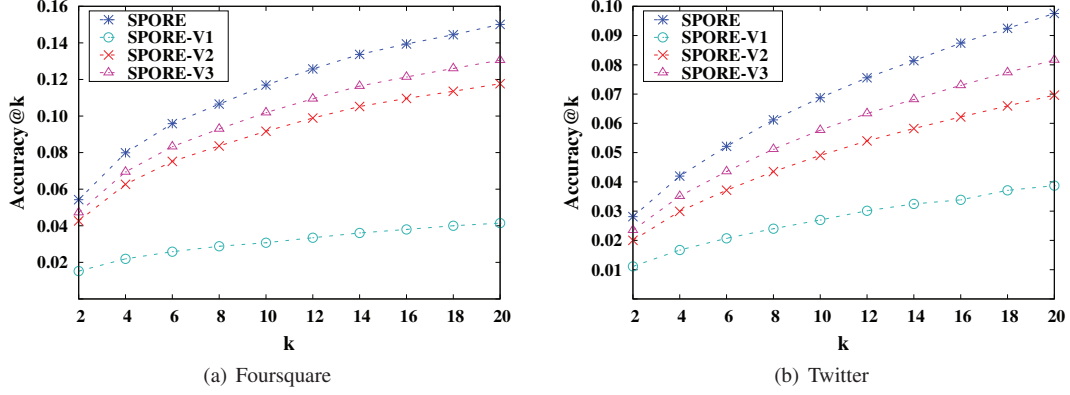 0.16
0.14
0.12
0.10
0.08
0.06
0.04
0.02
Accuracy@k
SPORE
SPORE-V1
SPORE-V2
SPORE-V3
2 4 6 8 10 12 14 16 18 20
k
(a) Foursquare
0.10
0.09
0.08
0.07
0.06
0.05
0.04
0.03
0.02
0.01
Accuracy@k
SPORE
SPORE-V1
SPORE-V2
SPORE-V3
2 4 6 8 10 12 14 16 18 20
k
(b) Twitter